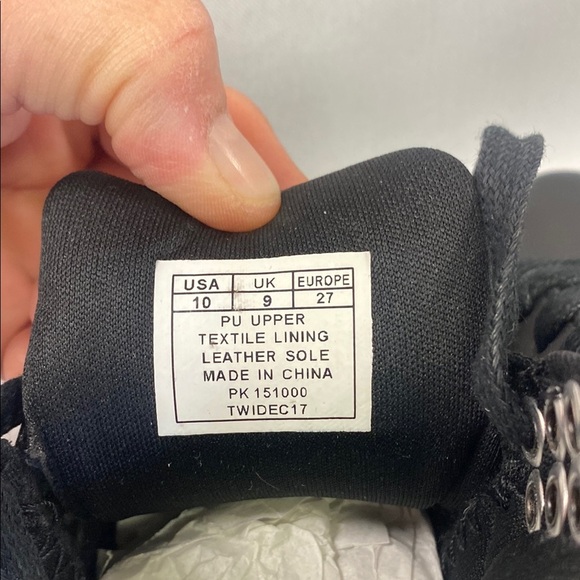 USA UK EUROPE
10 9 27
PU UPPER
TEXTILE LINING
LEATHER SOLE
MADE IN CHINA
PK 151000
TWIDEC17